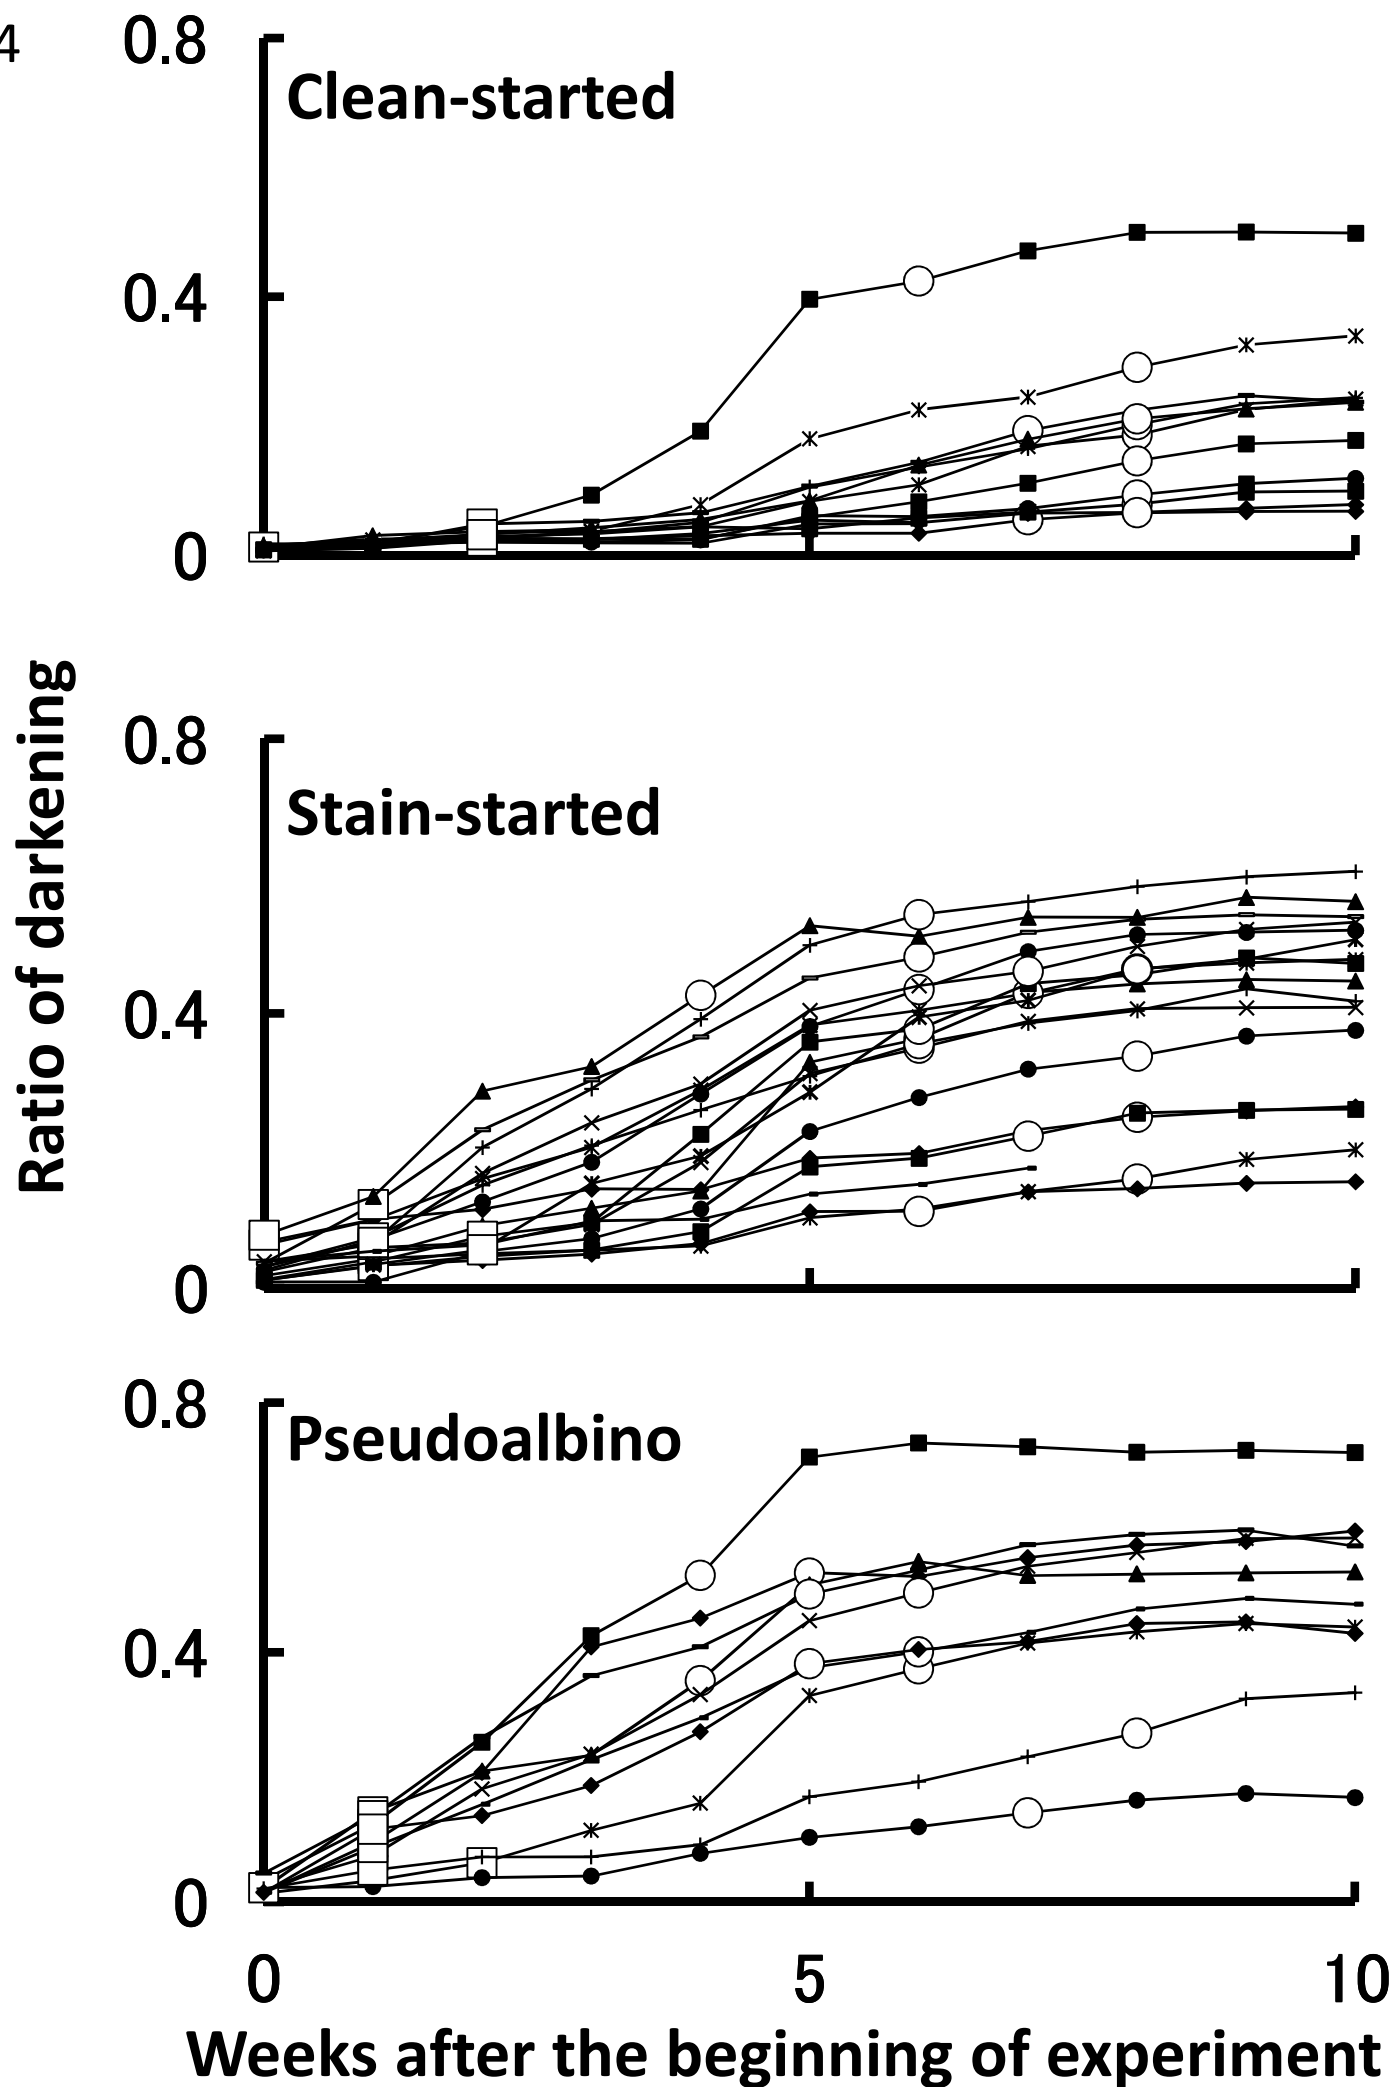 4
0.8
Clean-started
0.4
0
Ratio of darkening
0.8
Stain-started
0.4
0
0.8
Pseudoalbino
0.4
0
0 5 10
Weeks after the beginning of experiment